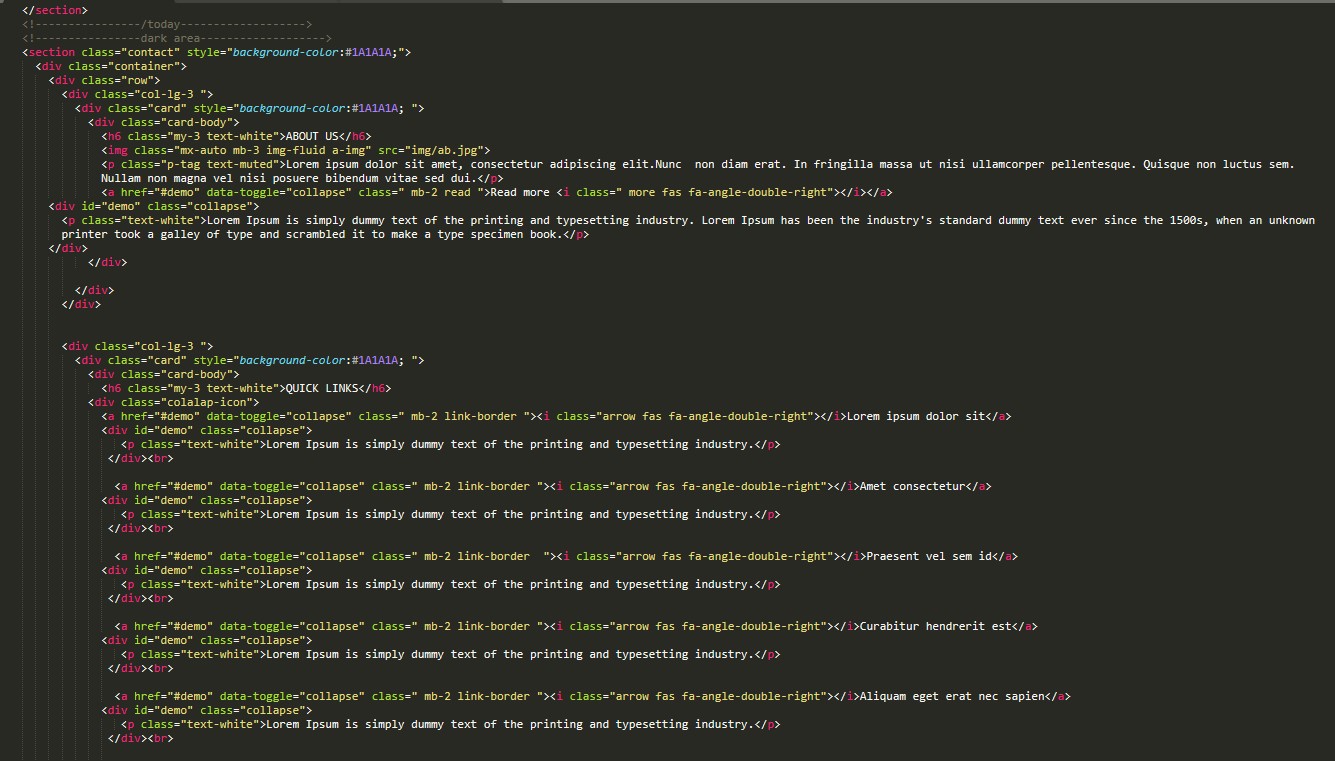 </section>
<!----------------/today------------------->
<!----------------dark area------------------->
<section class="contact" style="background-color:#1A1A1A;">
<div class="container">
<div class="row">
<div class="col-lg-3 ">
<div class="card" style="background-color:#1A1A1A; ">
<div class="card-body">
<h6 class="my-3 text-white">ABOUT US</h6>
<img class="mx-auto mb-3 img-fluid a-img" src="img/ab.jpg">
<p class="p-tag text-muted">Lorem ipsum dolor sit amet, consectetur adipiscing elit.Nunc  non diam erat. In fringilla massa ut nisi ullamcorper pellentesque. Quisque non luctus sem.
Nullam non magna vel nisi posuere bibendum vitae sed dui.</p>
<a href="#demo" data-toggle="collapse" class=" mb-2 read ">Read more <i class=" more fas fa-angle-double-right"></i></a>
<div id="demo" class="collapse">
<p class="text-white">Lorem Ipsum is simply dummy text of the printing and typesetting industry. Lorem Ipsum has been the industry's standard dummy text ever since the 1500s, when an unknown
printer took a galley of type and scrambled it to make a type specimen book.</p>
</div>
</div>
</div>
</div>
<div class="col-lg-3 ">
<div class="card" style="background-color:#1A1A1A; ">
<div class="card-body">
<h6 class="my-3 text-white">QUICK LINKS</h6>
<div class="colalap-icon">
<a href="#demo" data-toggle="collapse" class=" mb-2 link-border "><i class="arrow fas fa-angle-double-right"></i>Lorem ipsum dolor sit</a>
<div id="demo" class="collapse">
<p class="text-white">Lorem Ipsum is simply dummy text of the printing and typesetting industry.</p>
</div><br>
<a href="#demo" data-toggle="collapse" class=" mb-2 link-border "><i class="arrow fas fa-angle-double-right"></i>Amet consectetur</a>
<div id="demo" class="collapse">
<p class="text-white">Lorem Ipsum is simply dummy text of the printing and typesetting industry.</p>
</div><br>
<a href="#demo" data-toggle="collapse" class=" mb-2 link-border  "><i class="arrow fas fa-angle-double-right"></i>Praesent vel sem id</a>
<div id="demo" class="collapse">
<p class="text-white">Lorem Ipsum is simply dummy text of the printing and typesetting industry.</p>
</div><br>
<a href="#demo" data-toggle="collapse" class=" mb-2 link-border "><i class="arrow fas fa-angle-double-right"></i>Curabitur hendrerit est</a>
<div id="demo" class="collapse">
<p class="text-white">Lorem Ipsum is simply dummy text of the printing and typesetting industry.</p>
</div><br>
<a href="#demo" data-toggle="collapse" class=" mb-2 link-border "><i class="arrow fas fa-angle-double-right"></i>Aliquam eget erat nec sapien</a>
<div id="demo" class="collapse">
<p class="text-white">Lorem Ipsum is simply dummy text of the printing and typesetting industry.</p>
</div><br>